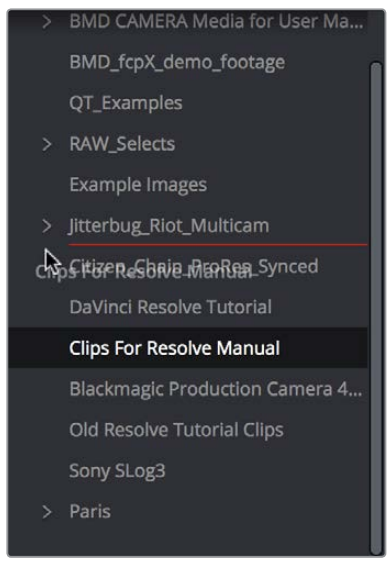 BMD CAMERA Media for User Ma...
BMD_fcpX_demo_footage
QT_Examples
RAW_Selects
Example Images
Jitterbug_Riot_Multicam
Citizen_Chain_ProRes_Synced
Clips For Resolve Manual
DaVinci Resolve Tutorial
Clips For Resolve Manual
Blackmagic Production Camera 4...
Old Resolve Tutorial Clips
Sony SLog3
Paris